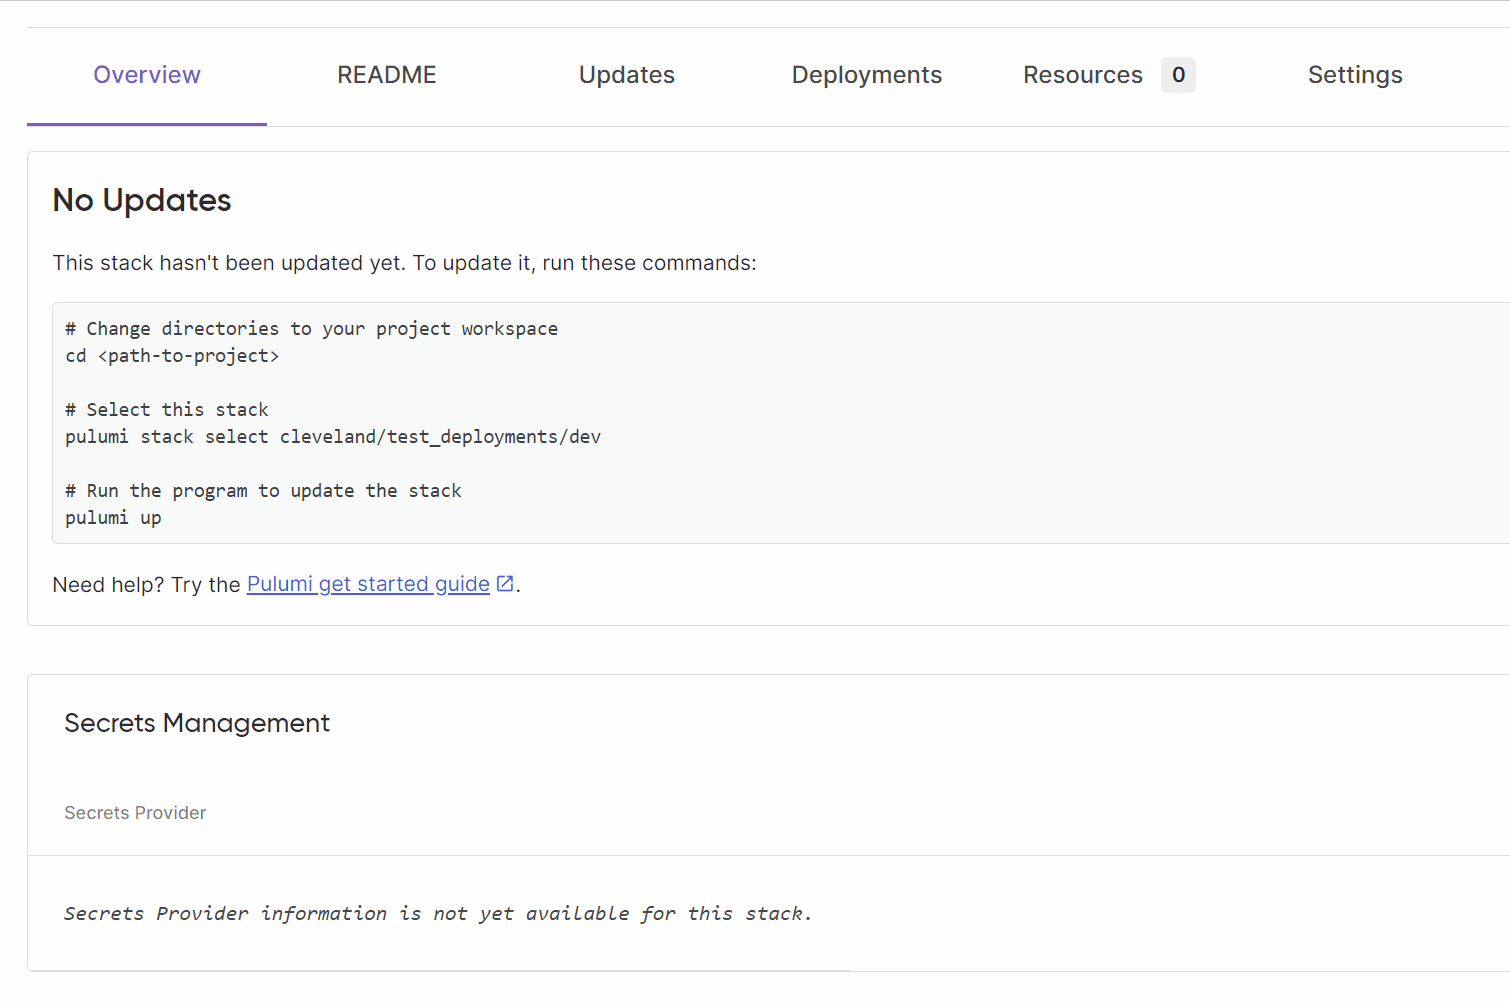 Overview README Updates Deployments Resources 0 Settings
No Updates
This stack hasn't been updated yet. To update it, run these commands:
# Change directories to your project workspace
cd <path-to-project>
# Select this stack
pulumi stack select cleveland/test_deployments/dev
# Run the program to update the stack
pulumi up
Need help? Try the Pulumi get started guide.
Secrets Management
Secrets Provider
Secrets Provider information is not yet available for this stack.